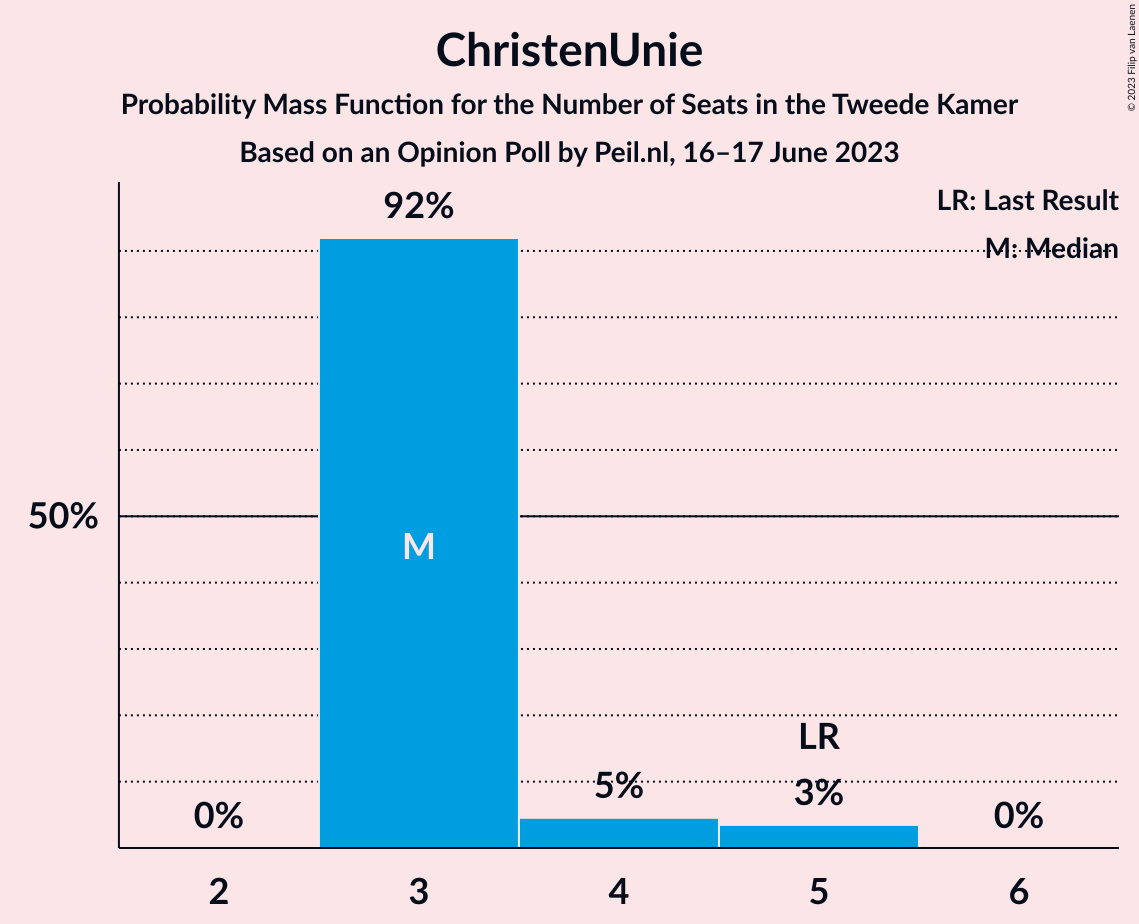 ChristenUnie
Probability Mass Function for the Number of Seats in the Tweede Kamer
Based on an Opinion Poll by Peil.nl, 16–17 June 2023
© 2023 Filip van Laenen
LR: Last Result
M: Median
92%
50%
M
LR
0%
5%
3%
0%
2
3
4
5
6